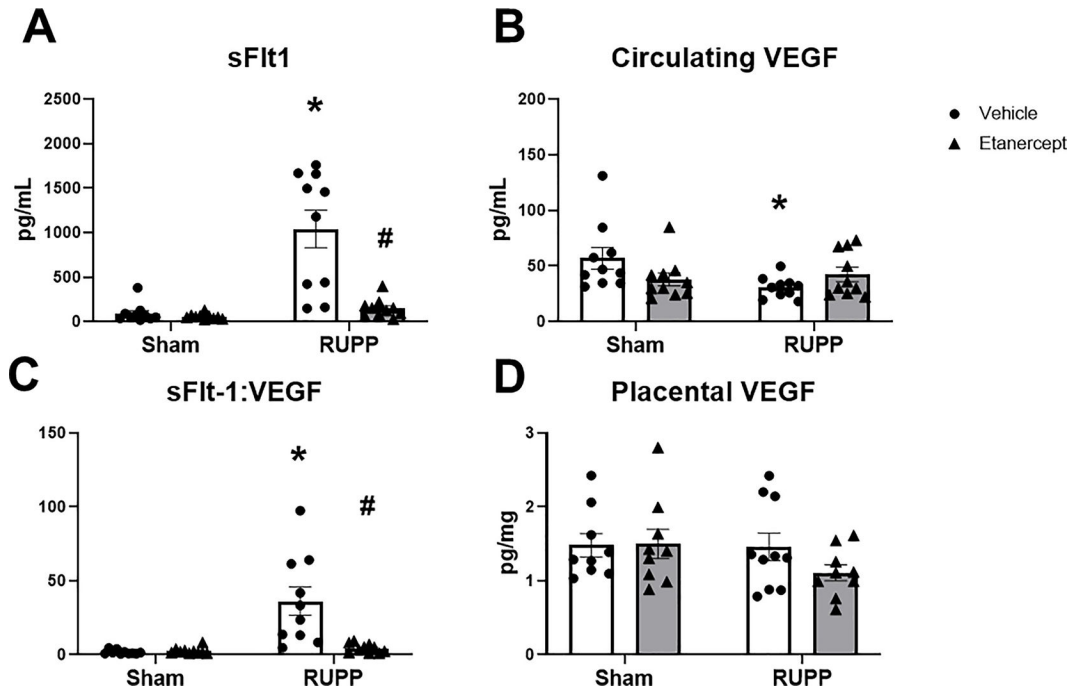 A
sFlt1
pg/mL
2500
2000
1500
1000
500
0
*
#
Sham
RUPP
B
Circulating VEGF
pg/mL
200
150
100
50
0
*
Sham
RUPP
Vehicle
Etanercept
C
sFlt-1:VEGF
150
100
50
0
*
#
Sham
RUPP
D
Placental VEGF
pg/mg
3
2
1
0
Sham
RUPP